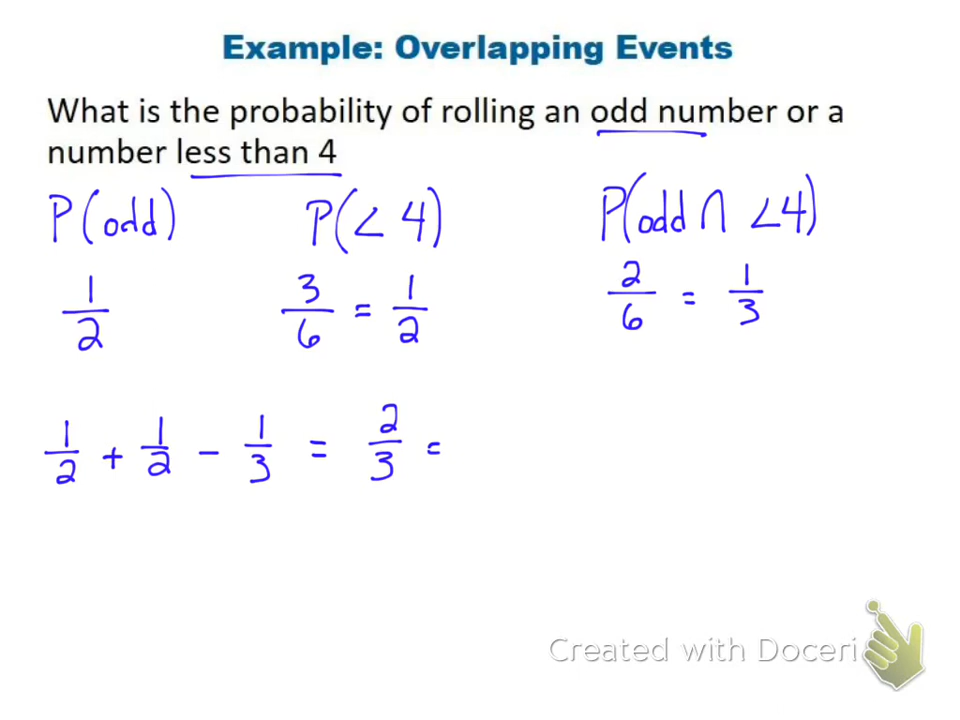 Example: Overlapping Events
What is the probability of rolling an odd number or a
number less than 4
P(odd) P(< 4) P(odd ∩ <4)
1/2 3/6 = 1/2 2/6 = 1/3
1/2 + 1/2 - 1/3 = 2/3 =
Created with Doceri